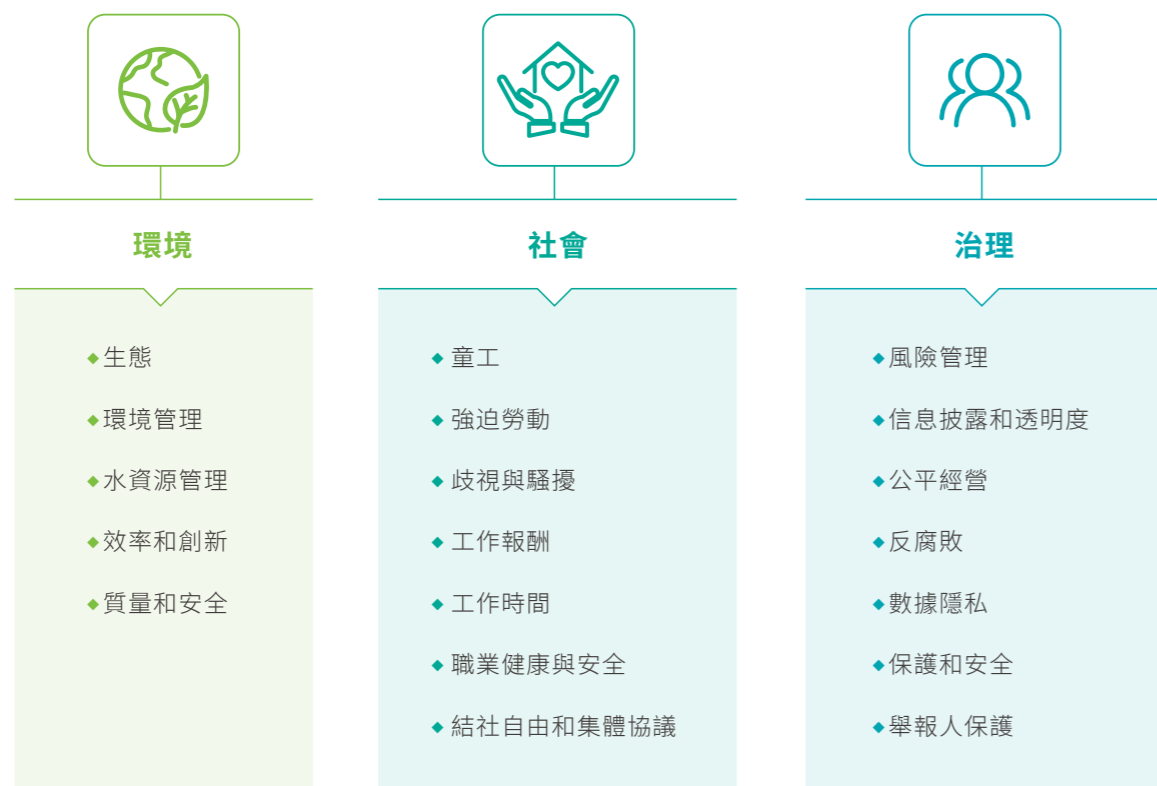 環境
生態
環境管理
水資源管理
效率和創新
質量和安全
社會
童工
強迫勞動
歧視與騷擾
工作報酬
工作時間
職業健康與安全
結社自由和集體協議
治理
風險管理
信息披露和透明度
公平經營
反腐敗
數據隱私
保護和安全
舉報人保護